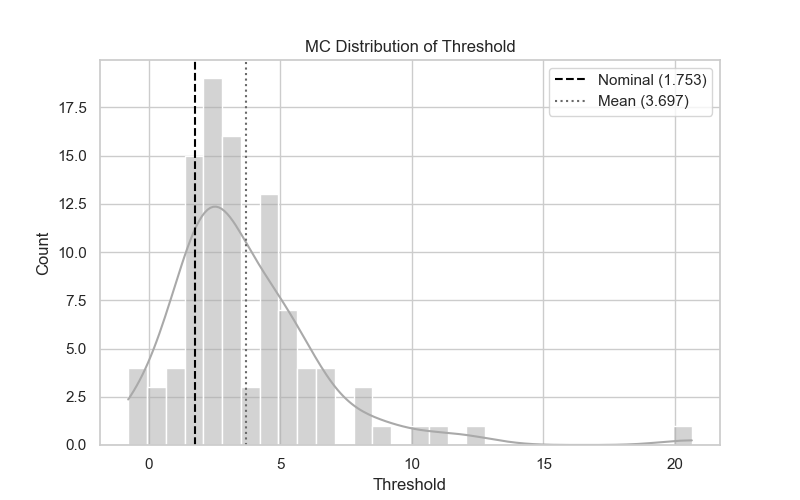 MC Distribution of Threshold
Nominal (1.753)
Mean (3.697)
17.5
15.0
12.5
10.0
7.5
5.0
2.5
0.0
Count
0 5 10 15 20
Threshold